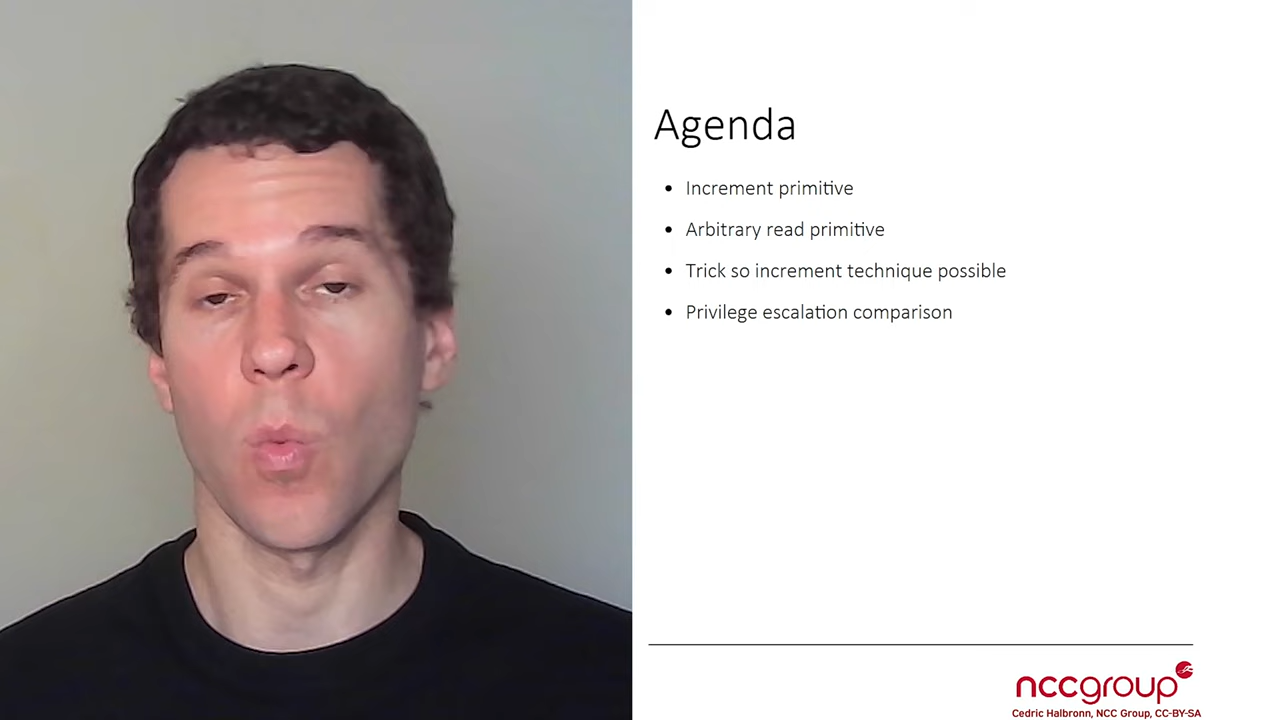 Agenda
• Increment primitive
• Arbitrary read primitive
• Trick so increment technique possible
• Privilege escalation comparison
nccgroup
Cedric Halbronn, NCC Group, CC-BY-SA